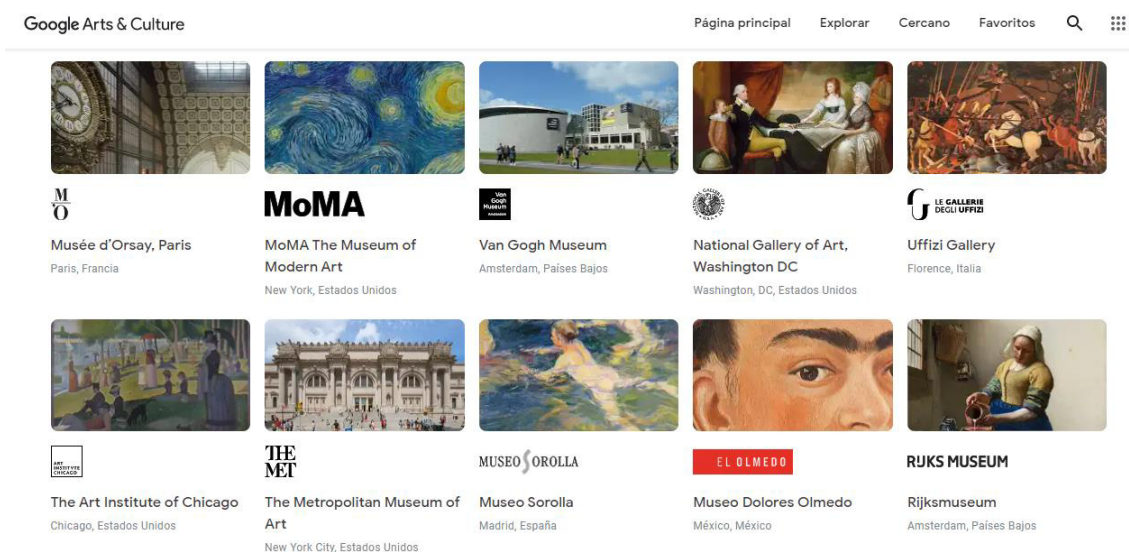 Google Arts & Culture
Página principal
Explorar
Cercano
Favoritos
M
O
MoMA
Van
Gogh
Museum
LE GALLERIE
DEGLI UFFIZI
Musée d'Orsay, Paris
Paris, Francia
MoMA The Museum of
Modern Art
New York, Estados Unidos
Van Gogh Museum
Amsterdam, Países Bajos
National Gallery of Art,
Washington DC
Washington, DC, Estados Unidos
Uffizi Gallery
Florence, Italia
ART
INSTITVTE
CHICAGO
THE
MET
MUSEO SOROLLA
EL OLMEDO
RIJKS MUSEUM
The Art Institute of Chicago
Chicago, Estados Unidos
The Metropolitan Museum of
Art
New York City, Estados Unidos
Museo Sorolla
Madrid, España
Museo Dolores Olmedo
México, México
Rijksmuseum
Amsterdam, Países Bajos